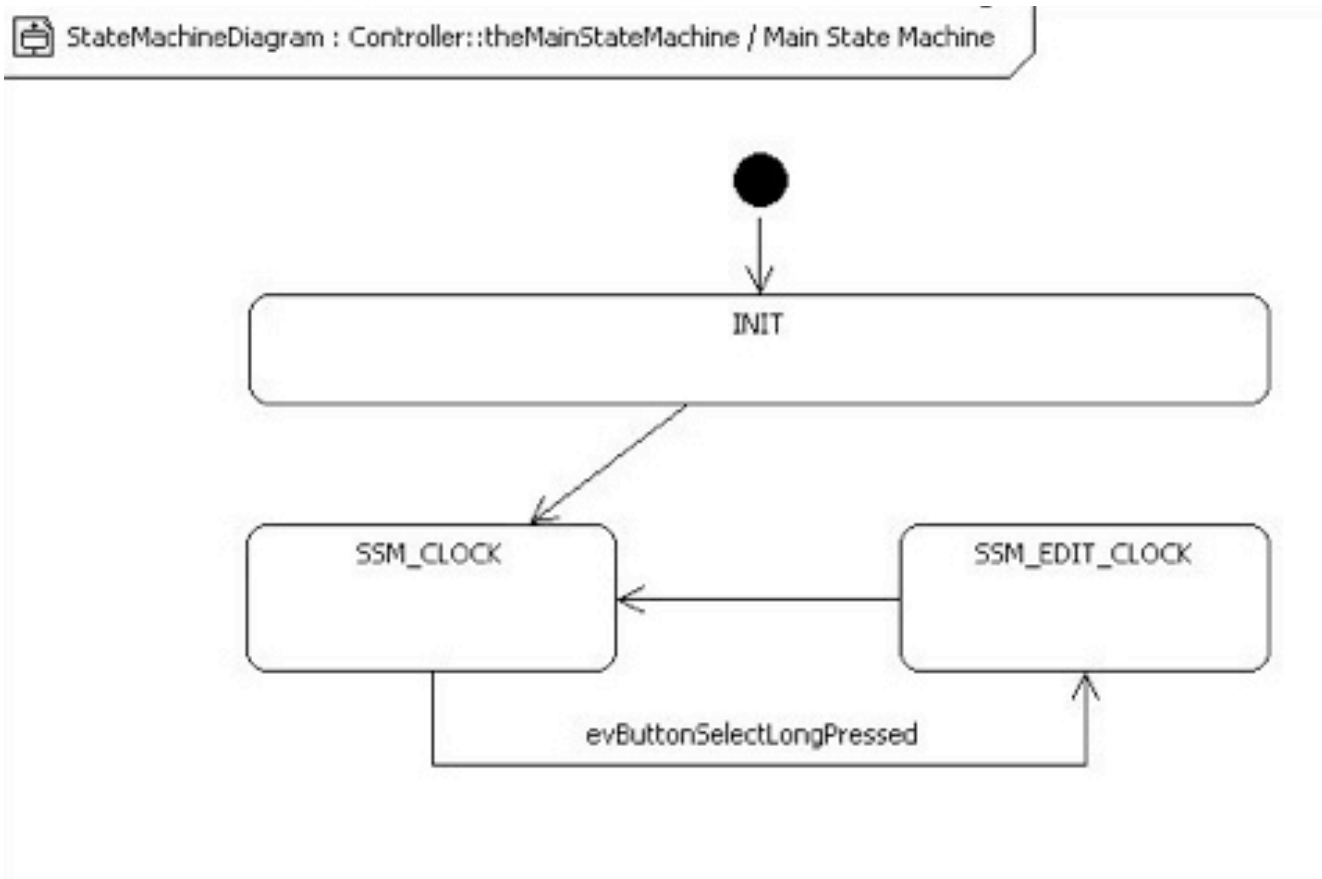 StateMachineDiagram : Controller::theMainStateMachine / Main State Machine
INIT
SSM_CLOCK
SSM_EDIT_CLOCK
evButtonSelectLongPressed